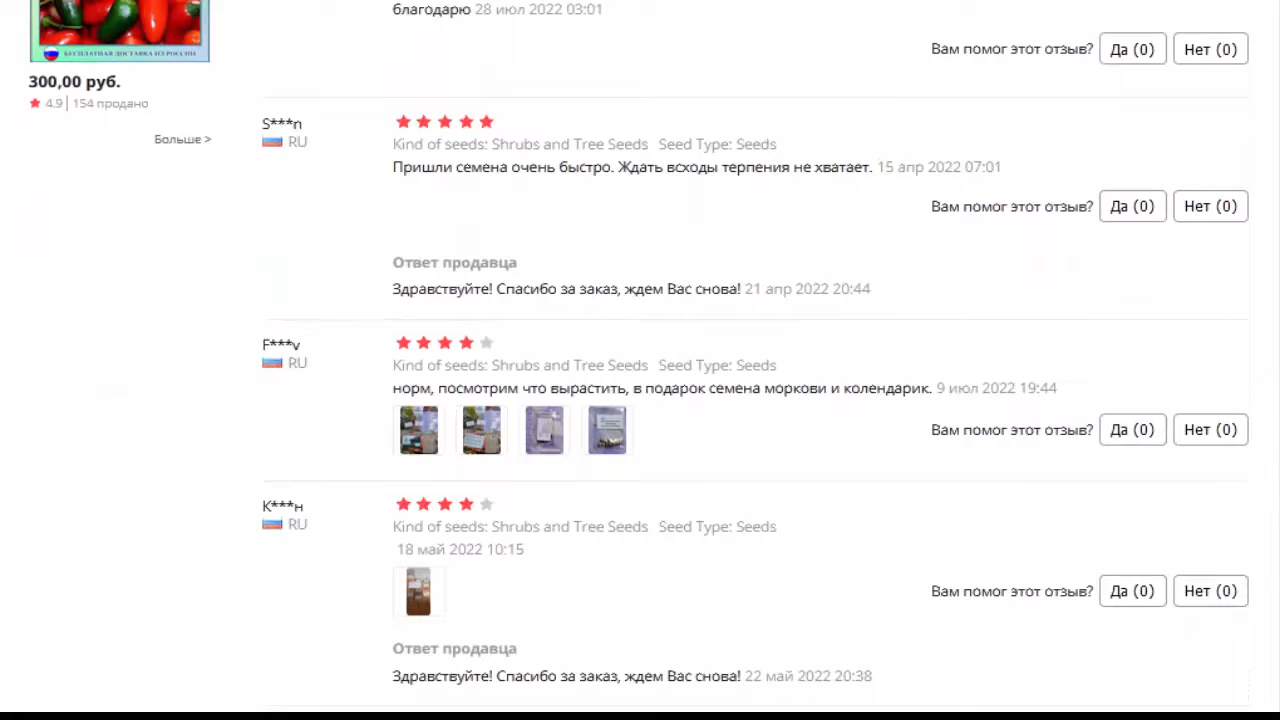 благодарю 28 июл 2022 03:01
БЕСПЛАТНАЯ ДОСТАВКА ИЗ РОССИИ
Вам помог этот отзыв? Да (0) Нет (0)
300,00 руб.
4.9 | 154 продано
Больше >
S***n
RU
Kind of seeds: Shrubs and Tree Seeds Seed Type: Seeds
Пришли семена очень быстро. Ждать всходы терпения не хватает. 15 апр 2022 07:01
Вам помог этот отзыв? Да (0) Нет (0)
Ответ продавца
Здравствуйте! Спасибо за заказ, ждем Вас снова! 21 апр 2022 20:44
F***v
RU
Kind of seeds: Shrubs and Tree Seeds Seed Type: Seeds
норм, посмотрим что вырастить, в подарок семена моркови и колендарик. 9 июл 2022 19:44
Вам помог этот отзыв? Да (0) Нет (0)
К***н
RU
Kind of seeds: Shrubs and Tree Seeds Seed Type: Seeds
18 май 2022 10:15
Вам помог этот отзыв? Да (0) Нет (0)
Ответ продавца
Здравствуйте! Спасибо за заказ, ждем Вас снова! 22 май 2022 20:38